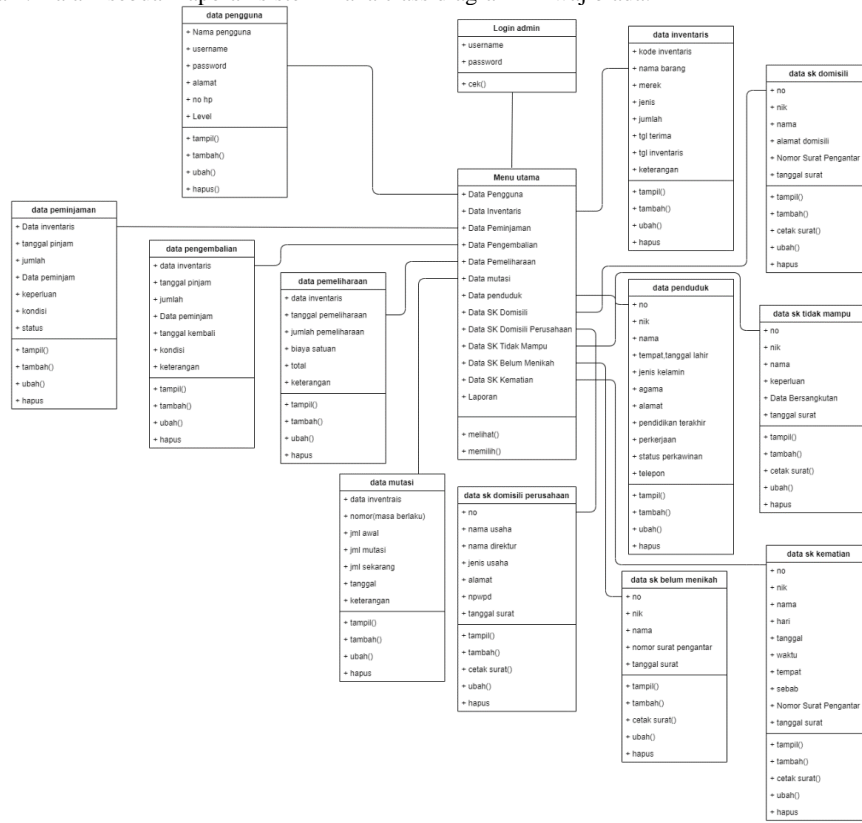 data pengguna
+ Nama pengguna
+ username
+ password
+ alamat
+ no hp
+ Level
+ tampil()
+ tambah()
+ ubah()
+ hapus()
Login admin
+ username
+ password
+ cek()
data inventaris
+ kode inventaris
+ nama barang
+ merek
+ jenis
+ jumlah
+ tgl terima
+ tgl inventaris
+ keterangan
+ tampil()
+ tambah()
+ ubah()
+ hapus
data sk domisili
+ no
+ nik
+ nama
+ alamat domisili
+ Nomor Surat Pengantar
+ tanggal surat
+ tampil()
+ tambah()
+ cetak surat()
+ ubah()
+ hapus
Menu utama
+ Data Pengguna
+ Data Inventaris
+ Data Peminjaman
+ Data Pengembalian
+ Data Pemeliharaan
+ Data mutasi
+ Data penduduk
+ Data SK Domisili
+ Data SK Domisili Perusahaan
+ Data SK Tidak Mampu
+ Data SK Belum Menikah
+ Data SK Kematian
+ Laporan
+ melihat()
+ memilih()
data peminjaman
+ Data inventaris
+ tanggal pinjam
+ jumlah
+ Data peminjam
+ keperluan
+ kondisi
+ status
+ tampil()
+ tambah()
+ ubah()
+ hapus
data pengembalian
+ data inventaris
+ tanggal pinjam
+ jumlah
+ Data peminjam
+ tanggal kembali
+ kondisi
+ keterangan
+ tampil()
+ tambah()
+ ubah()
+ hapus
data pemeliharaan
+ data inventaris
+ tanggal pemeliharaan
+ jumlah pemeliharaan
+ biaya satuan
+ total
+ keterangan
+ tampil()
+ tambah()
+ ubah()
+ hapus
data penduduk
+ no
+ nik
+ nama
+ tempat,tanggal lahir
+ jenis kelamin
+ agama
+ alamat
+ pendidikan terakhir
+ perkerjaan
+ status perkawinan
+ telepon
+ tampil()
+ tambah()
+ ubah()
+ hapus
data sk tidak mampu
+ no
+ nik
+ nama
+ keperluan
+ Data Bersangkutan
+ tanggal surat
+ tampil()
+ tambah()
+ cetak surat()
+ ubah()
+ hapus
data mutasi
+ data inventrais
+ nomor(masa berlaku)
+ jml awal
+ jml mutasi
+ jml sekarang
+ tanggal
+ keterangan
+ tampil()
+ tambah()
+ ubah()
+ hapus
data sk domisili perusahaan
+ no
+ nama usaha
+ nama direktur
+ jenis usaha
+ alamat
+ npwpd
+ tanggal surat
+ tampil()
+ tambah()
+ cetak surat()
+ ubah()
+ hapus
data sk belum menikah
+ no
+ nik
+ nama
+ nomor surat pengantar
+ tanggal surat
+ tampil()
+ tambah()
+ cetak surat()
+ ubah()
+ hapus
data sk kematian
+ no
+ nik
+ nama
+ hari
+ tanggal
+ waktu
+ tempat
+ sebab
+ Nomor Surat Pengantar
+ tanggal surat
+ tampil()
+ tambah()
+ cetak surat()
+ ubah()
+ hapus